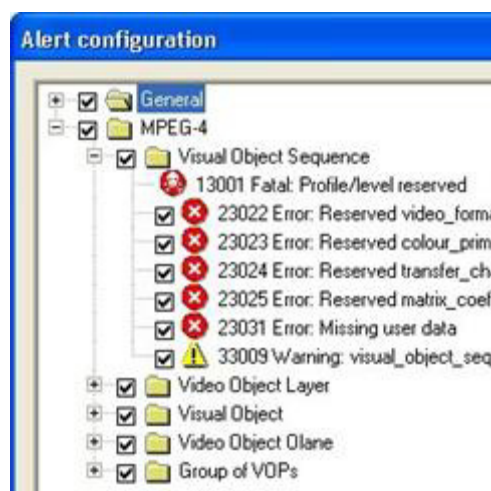 Alert configuration
General
MPEG-4
Visual Object Sequence
13001 Fatal: Profile/level reserved
23022 Error: Reserved video_forma
23023 Error: Reserved colour_prim
23024 Error: Reserved transfer_ch
23025 Error: Reserved matrix_coef
23031 Error: Missing user data
33009 Warning: visual_object_seq
Video Object Layer
Visual Object
Video Object Olane
Group of VOPs